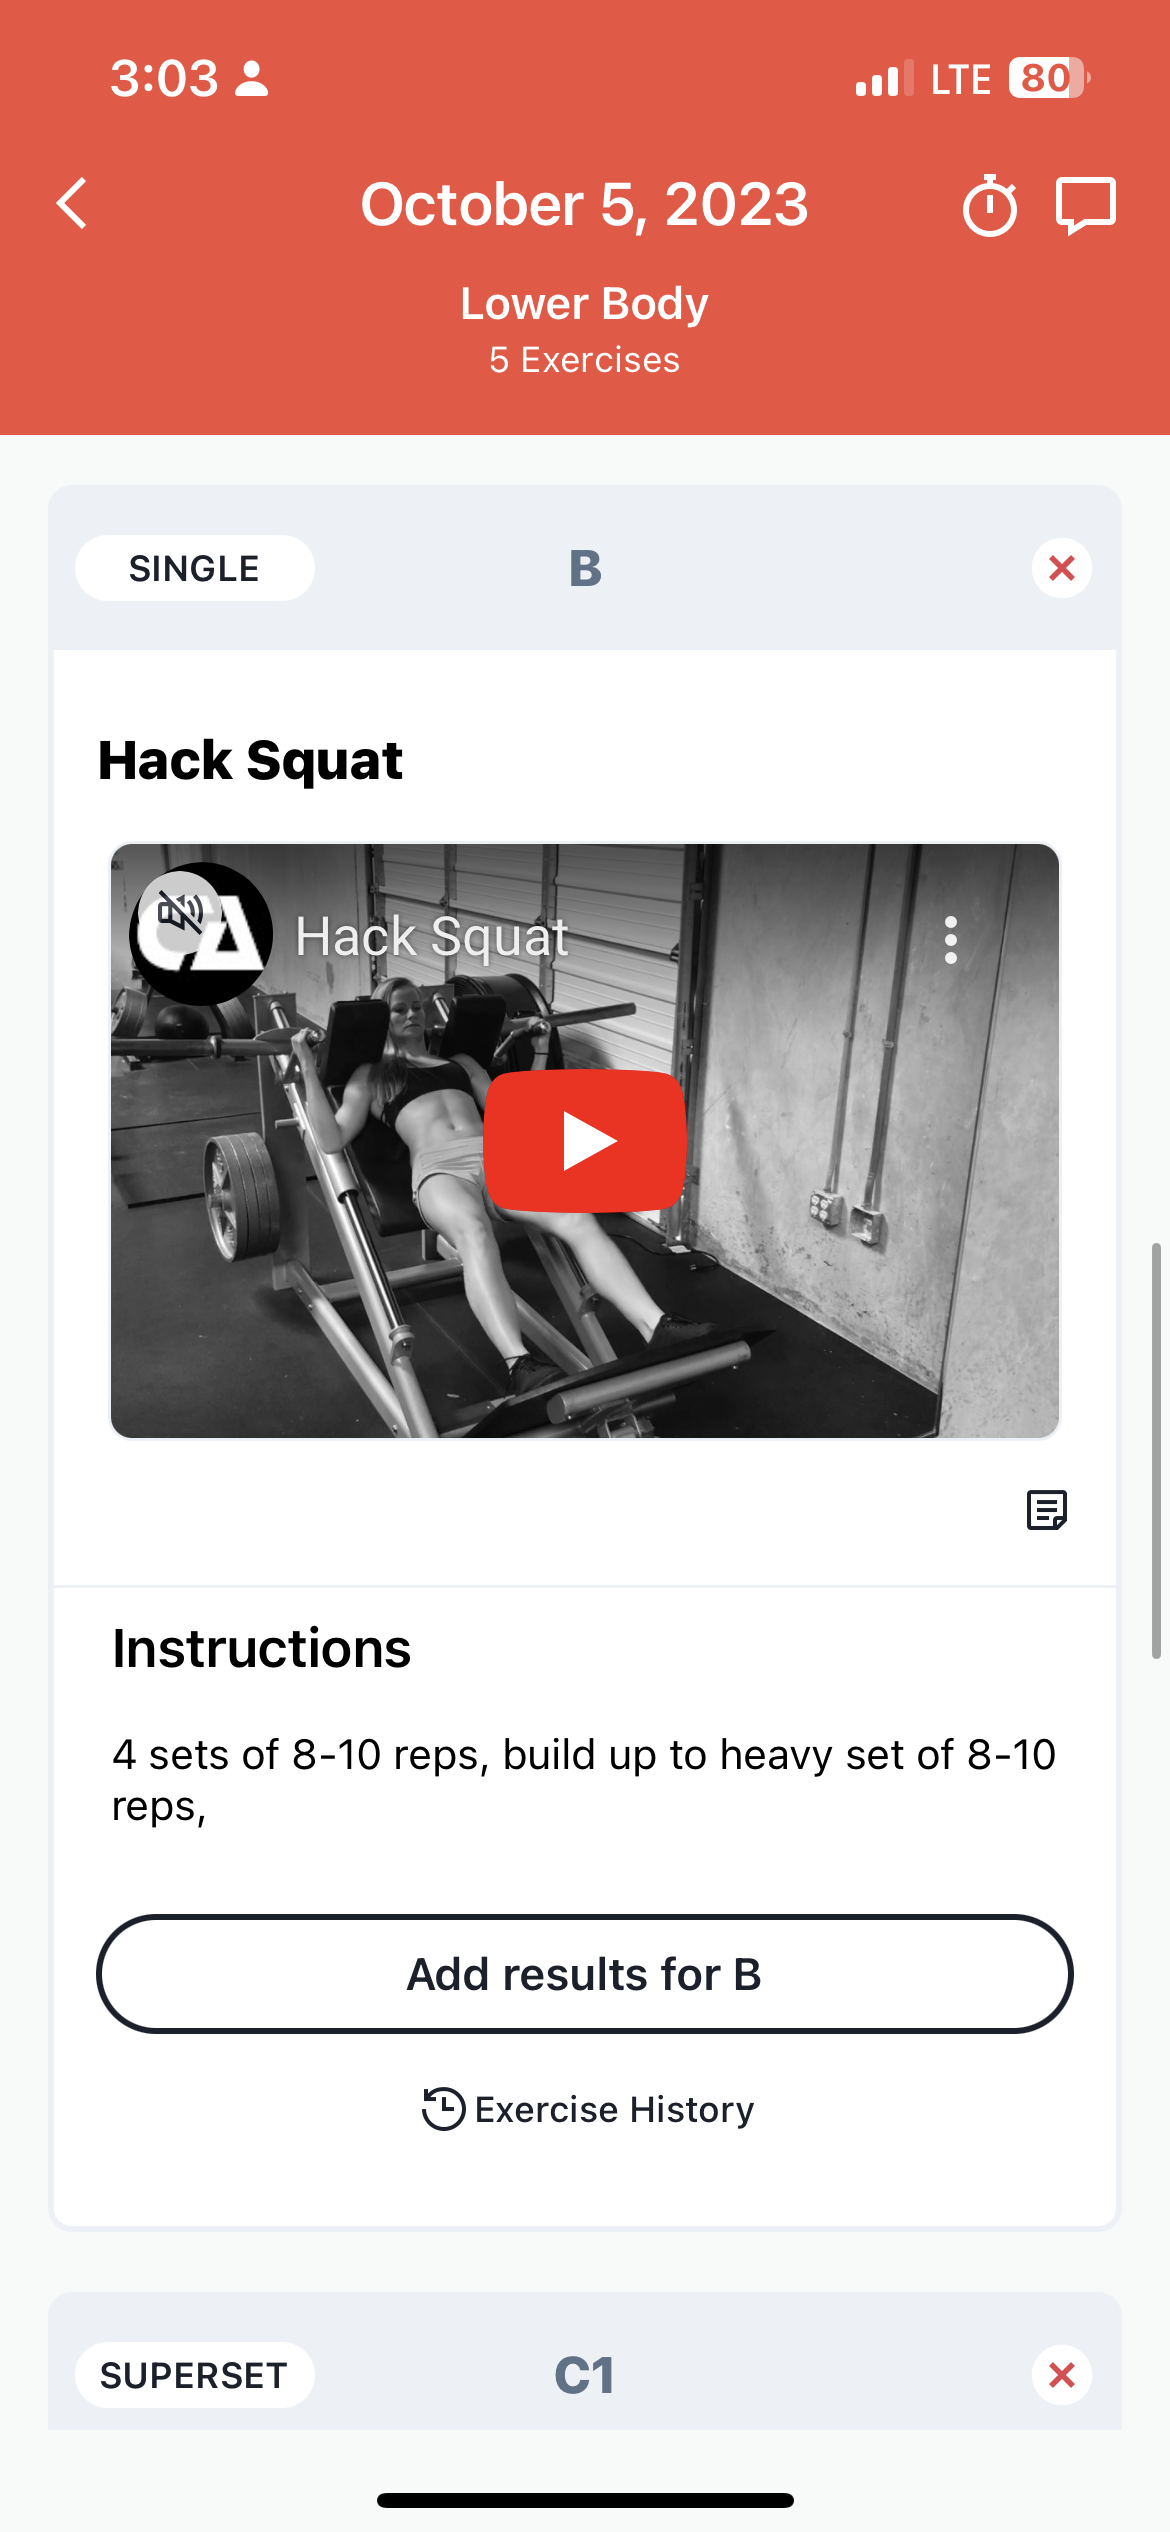 3:03
LTE 80
October 5, 2023
Lower Body
5 Exercises
SINGLE
B
Hack Squat
CA
Hack Squat
Instructions
4 sets of 8-10 reps, build up to heavy set of 8-10
reps,
Add results for B
Exercise History
SUPERSET
C1